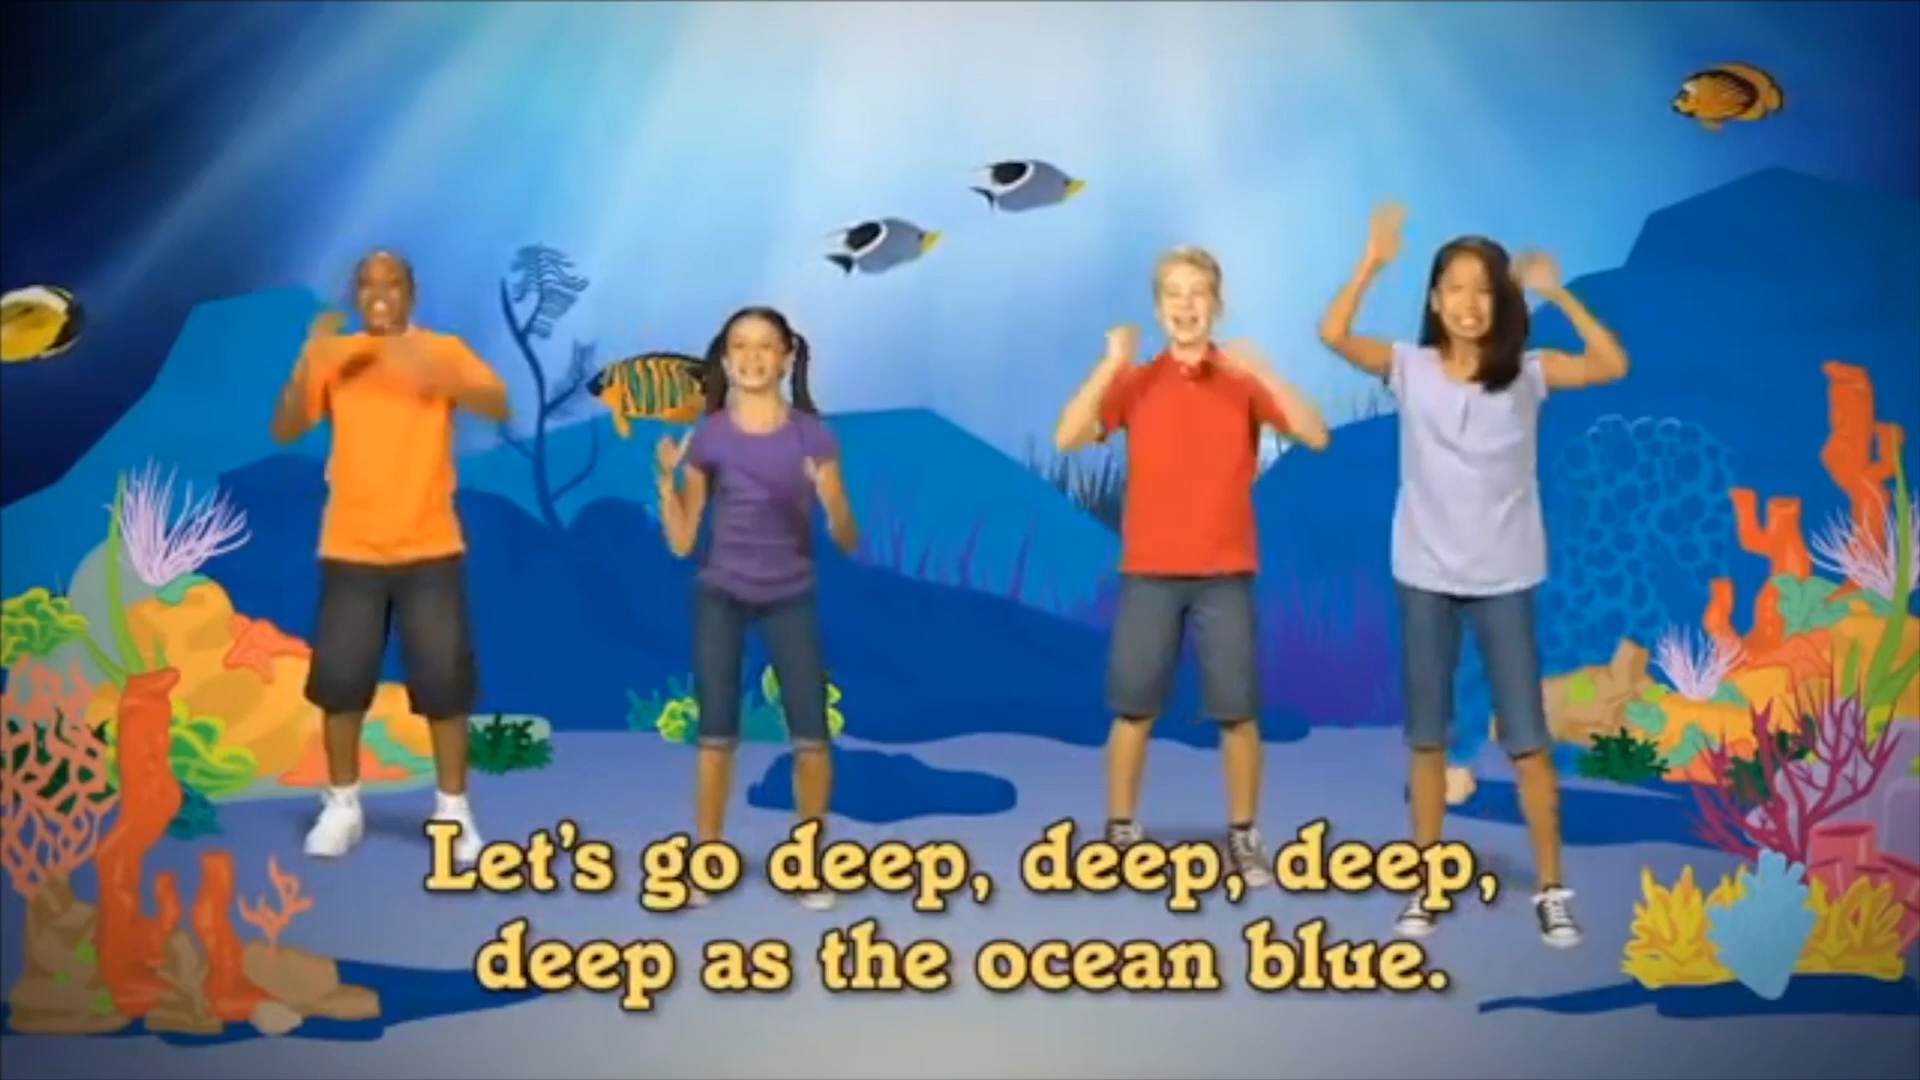 Let's go deep, deep, deep,
deep as the ocean blue.